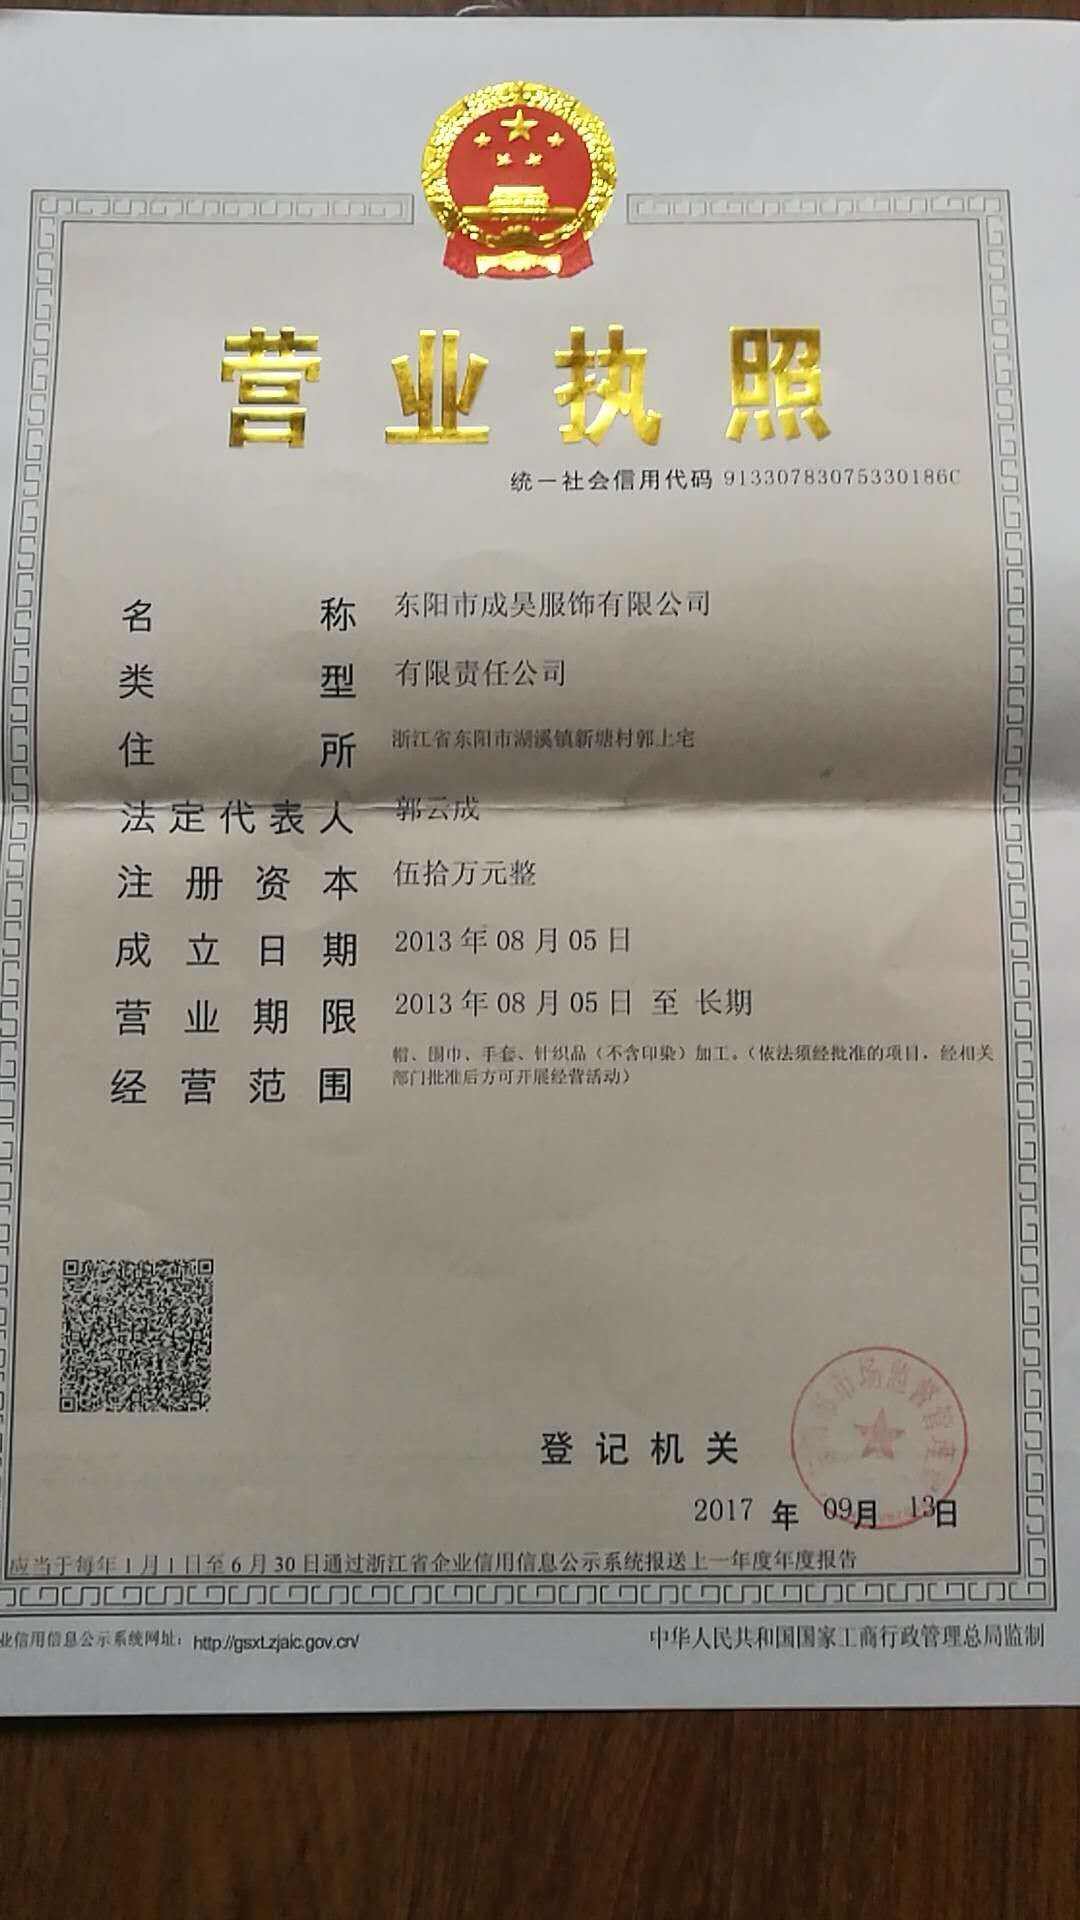 营业执照
统一社会信用代码 91330783075330186C
名称 东阳市成昊服饰有限公司
类型 有限责任公司
住所 浙江省东阳市湖溪镇新塘村郭上宅
法定代表人 郭云成
注册资本 伍拾万元整
成立日期 2013年08月05日
营业期限 2013年08月05日 至 长期
经营范围 帽、围巾、手套、针织品（不含印染）加工。（依法须经批准的项目，经相关
部门批准后方可开展经营活动）
市场监督管
登记机关
2017 年 09月 13日
应当于每年1月1日至6月30日通过浙江省企业信用信息公示系统报送上一年度年度报告
业信用信息公示系统网址： http://gsxt.zjaic.gov.cn/
中华人民共和国国家工商行政管理总局监制